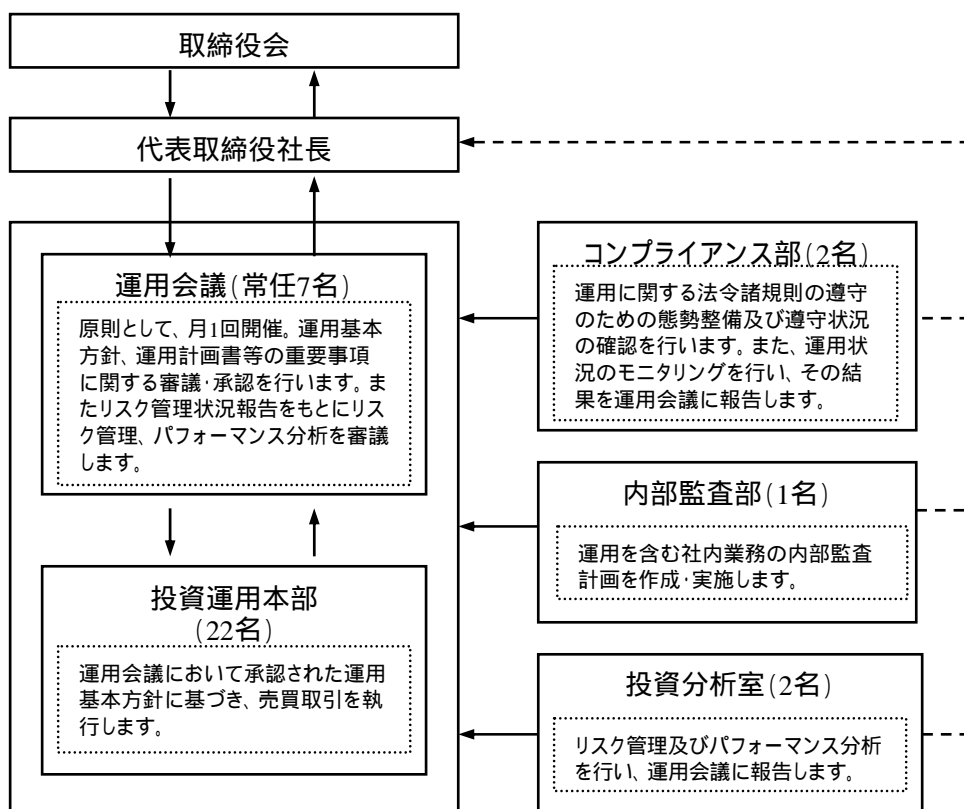 取締役会
代表取締役社長
運用会議(常任7名)
原則として、月1回開催。運用基本
方針、運用計画書等の重要事項
に関する審議・承認を行います。ま
たリスク管理状況報告をもとにリス
ク管理、パフォーマンス分析を審議
します。
投資運用本部
(22名)
運用会議において承認された運用
基本方針に基づき、売買取引を執
行します。
コンプライアンス部(2名)
運用に関する法令諸規則の遵守
のための態勢整備及び遵守状況
の確認を行います。また、運用状
況のモニタリングを行い、その結
果を運用会議に報告します。
内部監査部(1名)
運用を含む社内業務の内部監査
計画を作成・実施します。
投資分析室(2名)
リスク管理及びパフォーマンス分析
を行い、運用会議に報告します。